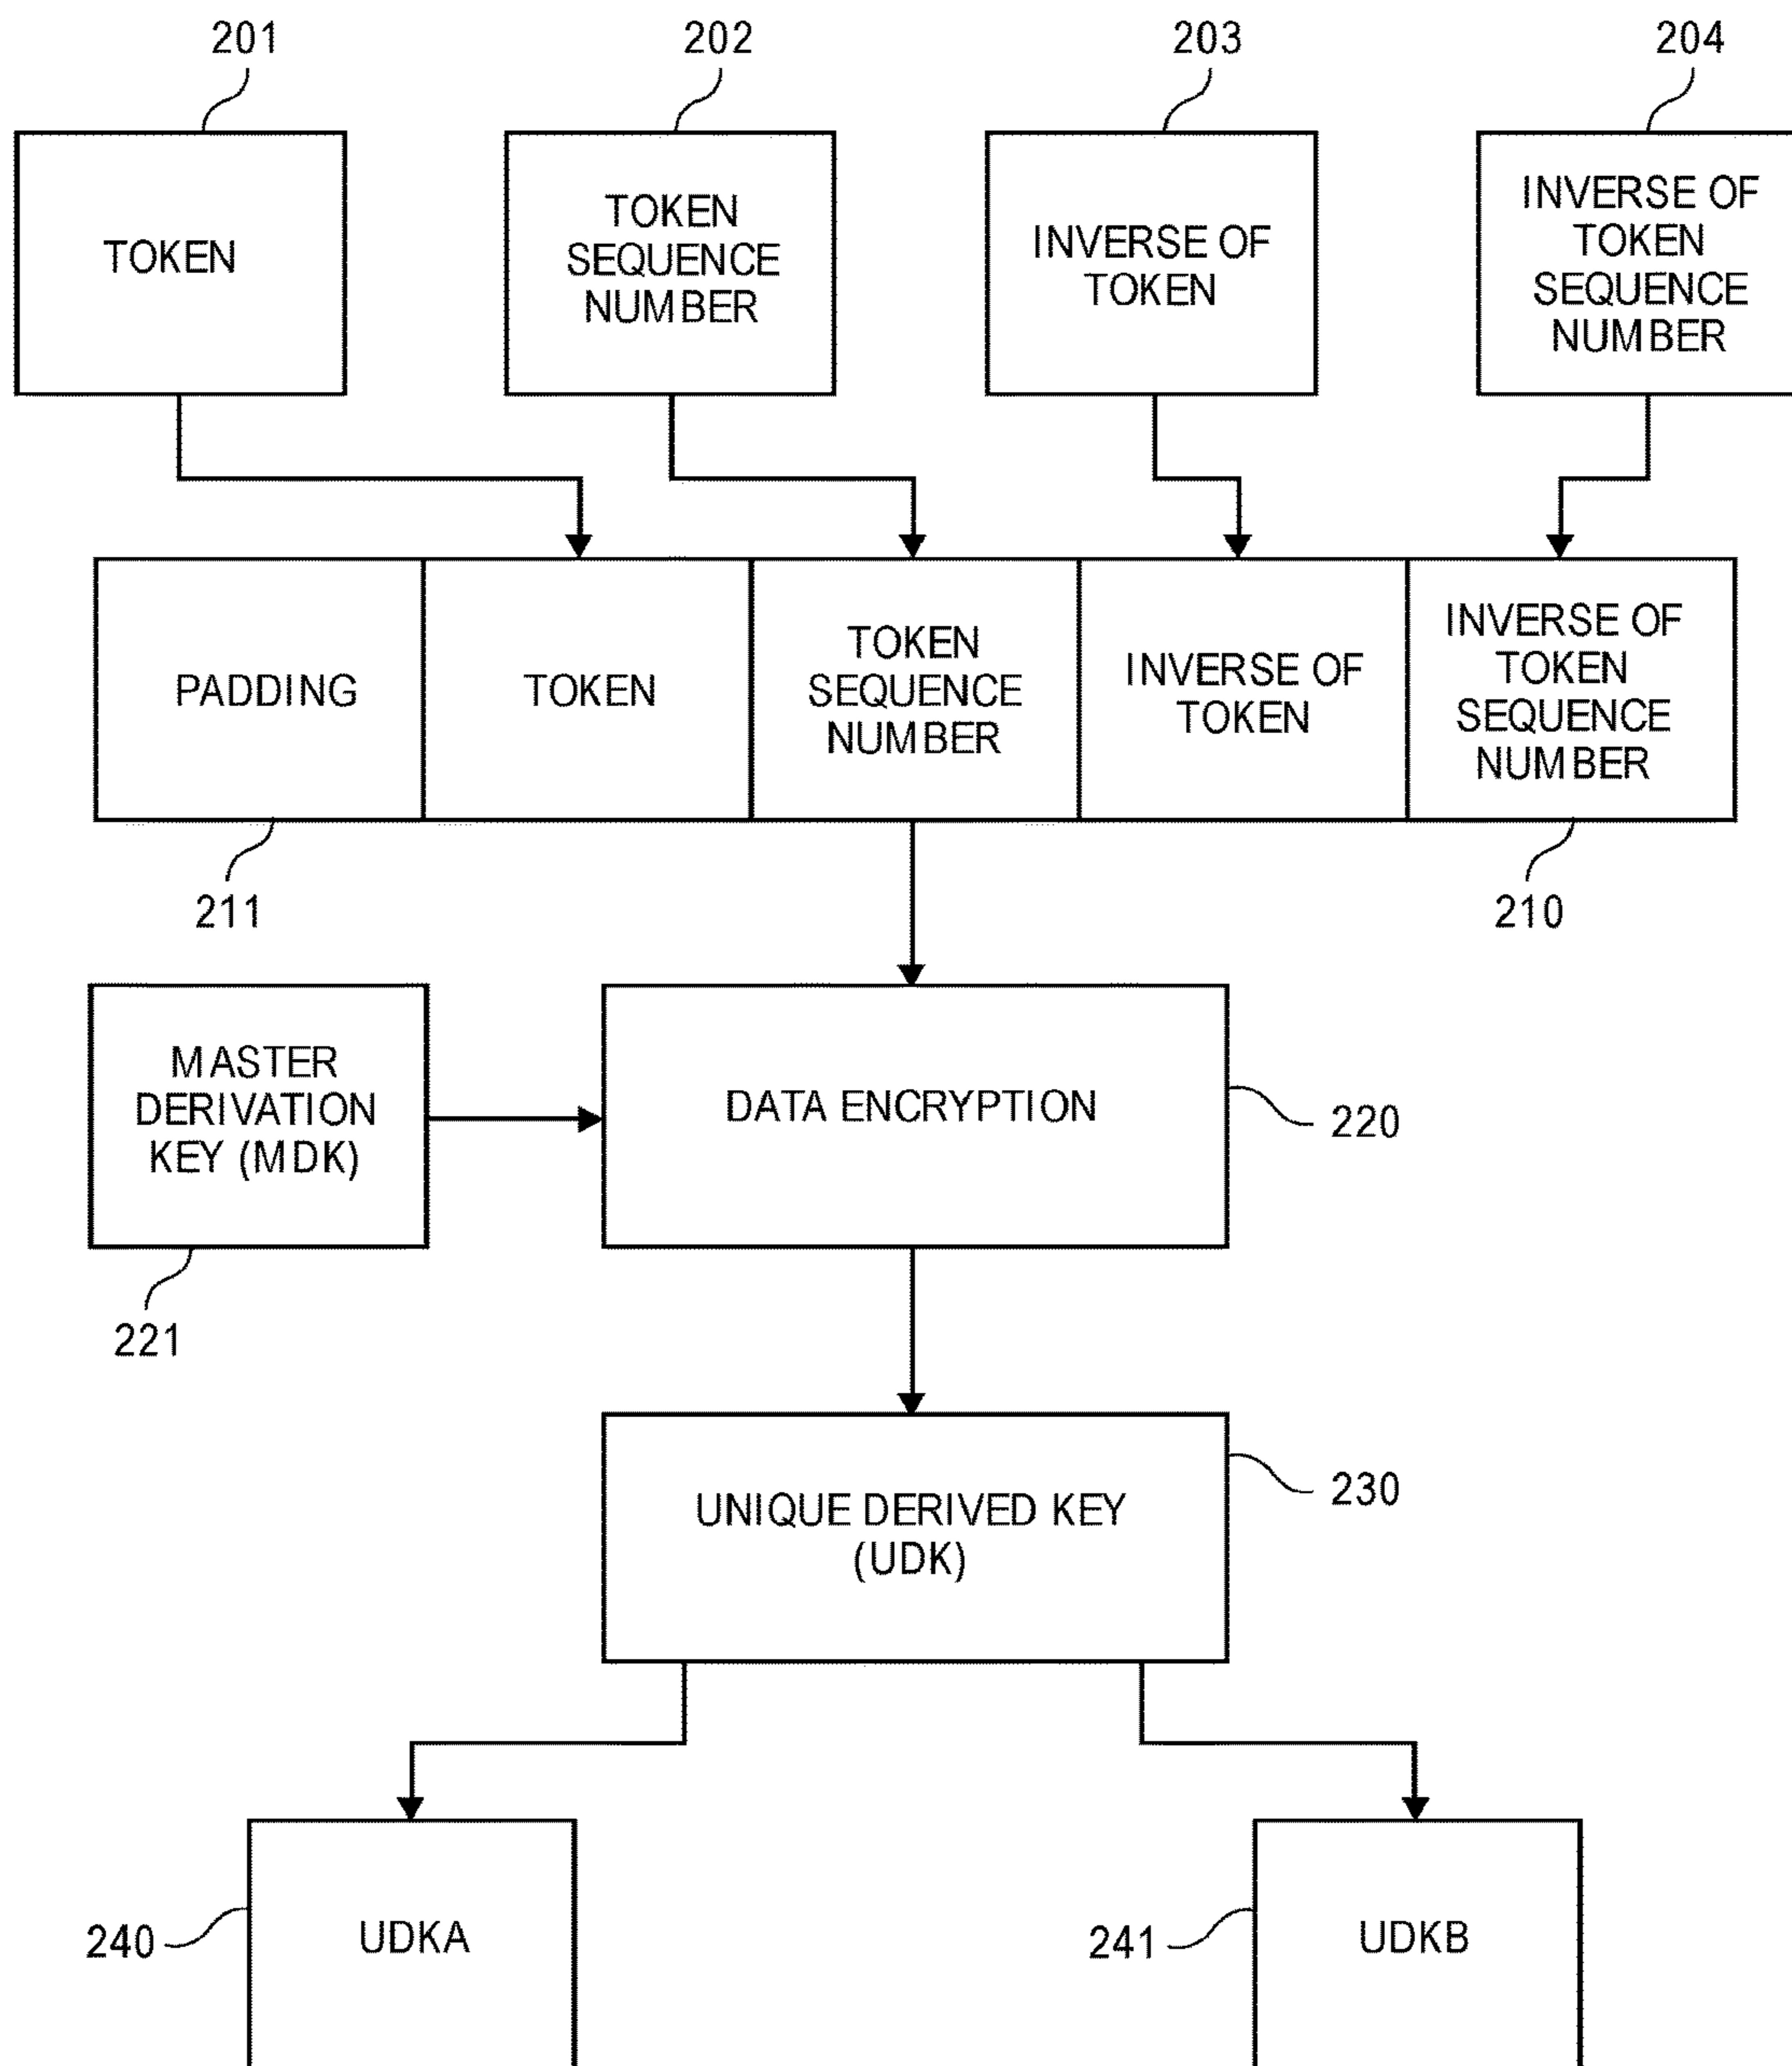 201
202
203
204
TOKEN
TOKEN
SEQUENCE
NUMBER
INVERSE OF
TOKEN
INVERSE OF
TOKEN
SEQUENCE
NUMBER
PADDING
TOKEN
TOKEN
SEQUENCE
NUMBER
INVERSE OF
TOKEN
INVERSE OF
TOKEN
SEQUENCE
NUMBER
211
210
MASTER
DERIVATION
KEY (MDK)
DATA ENCRYPTION
220
221
UNIQUE DERIVED KEY
(UDK)
230
240
UDKA
241
UDKB